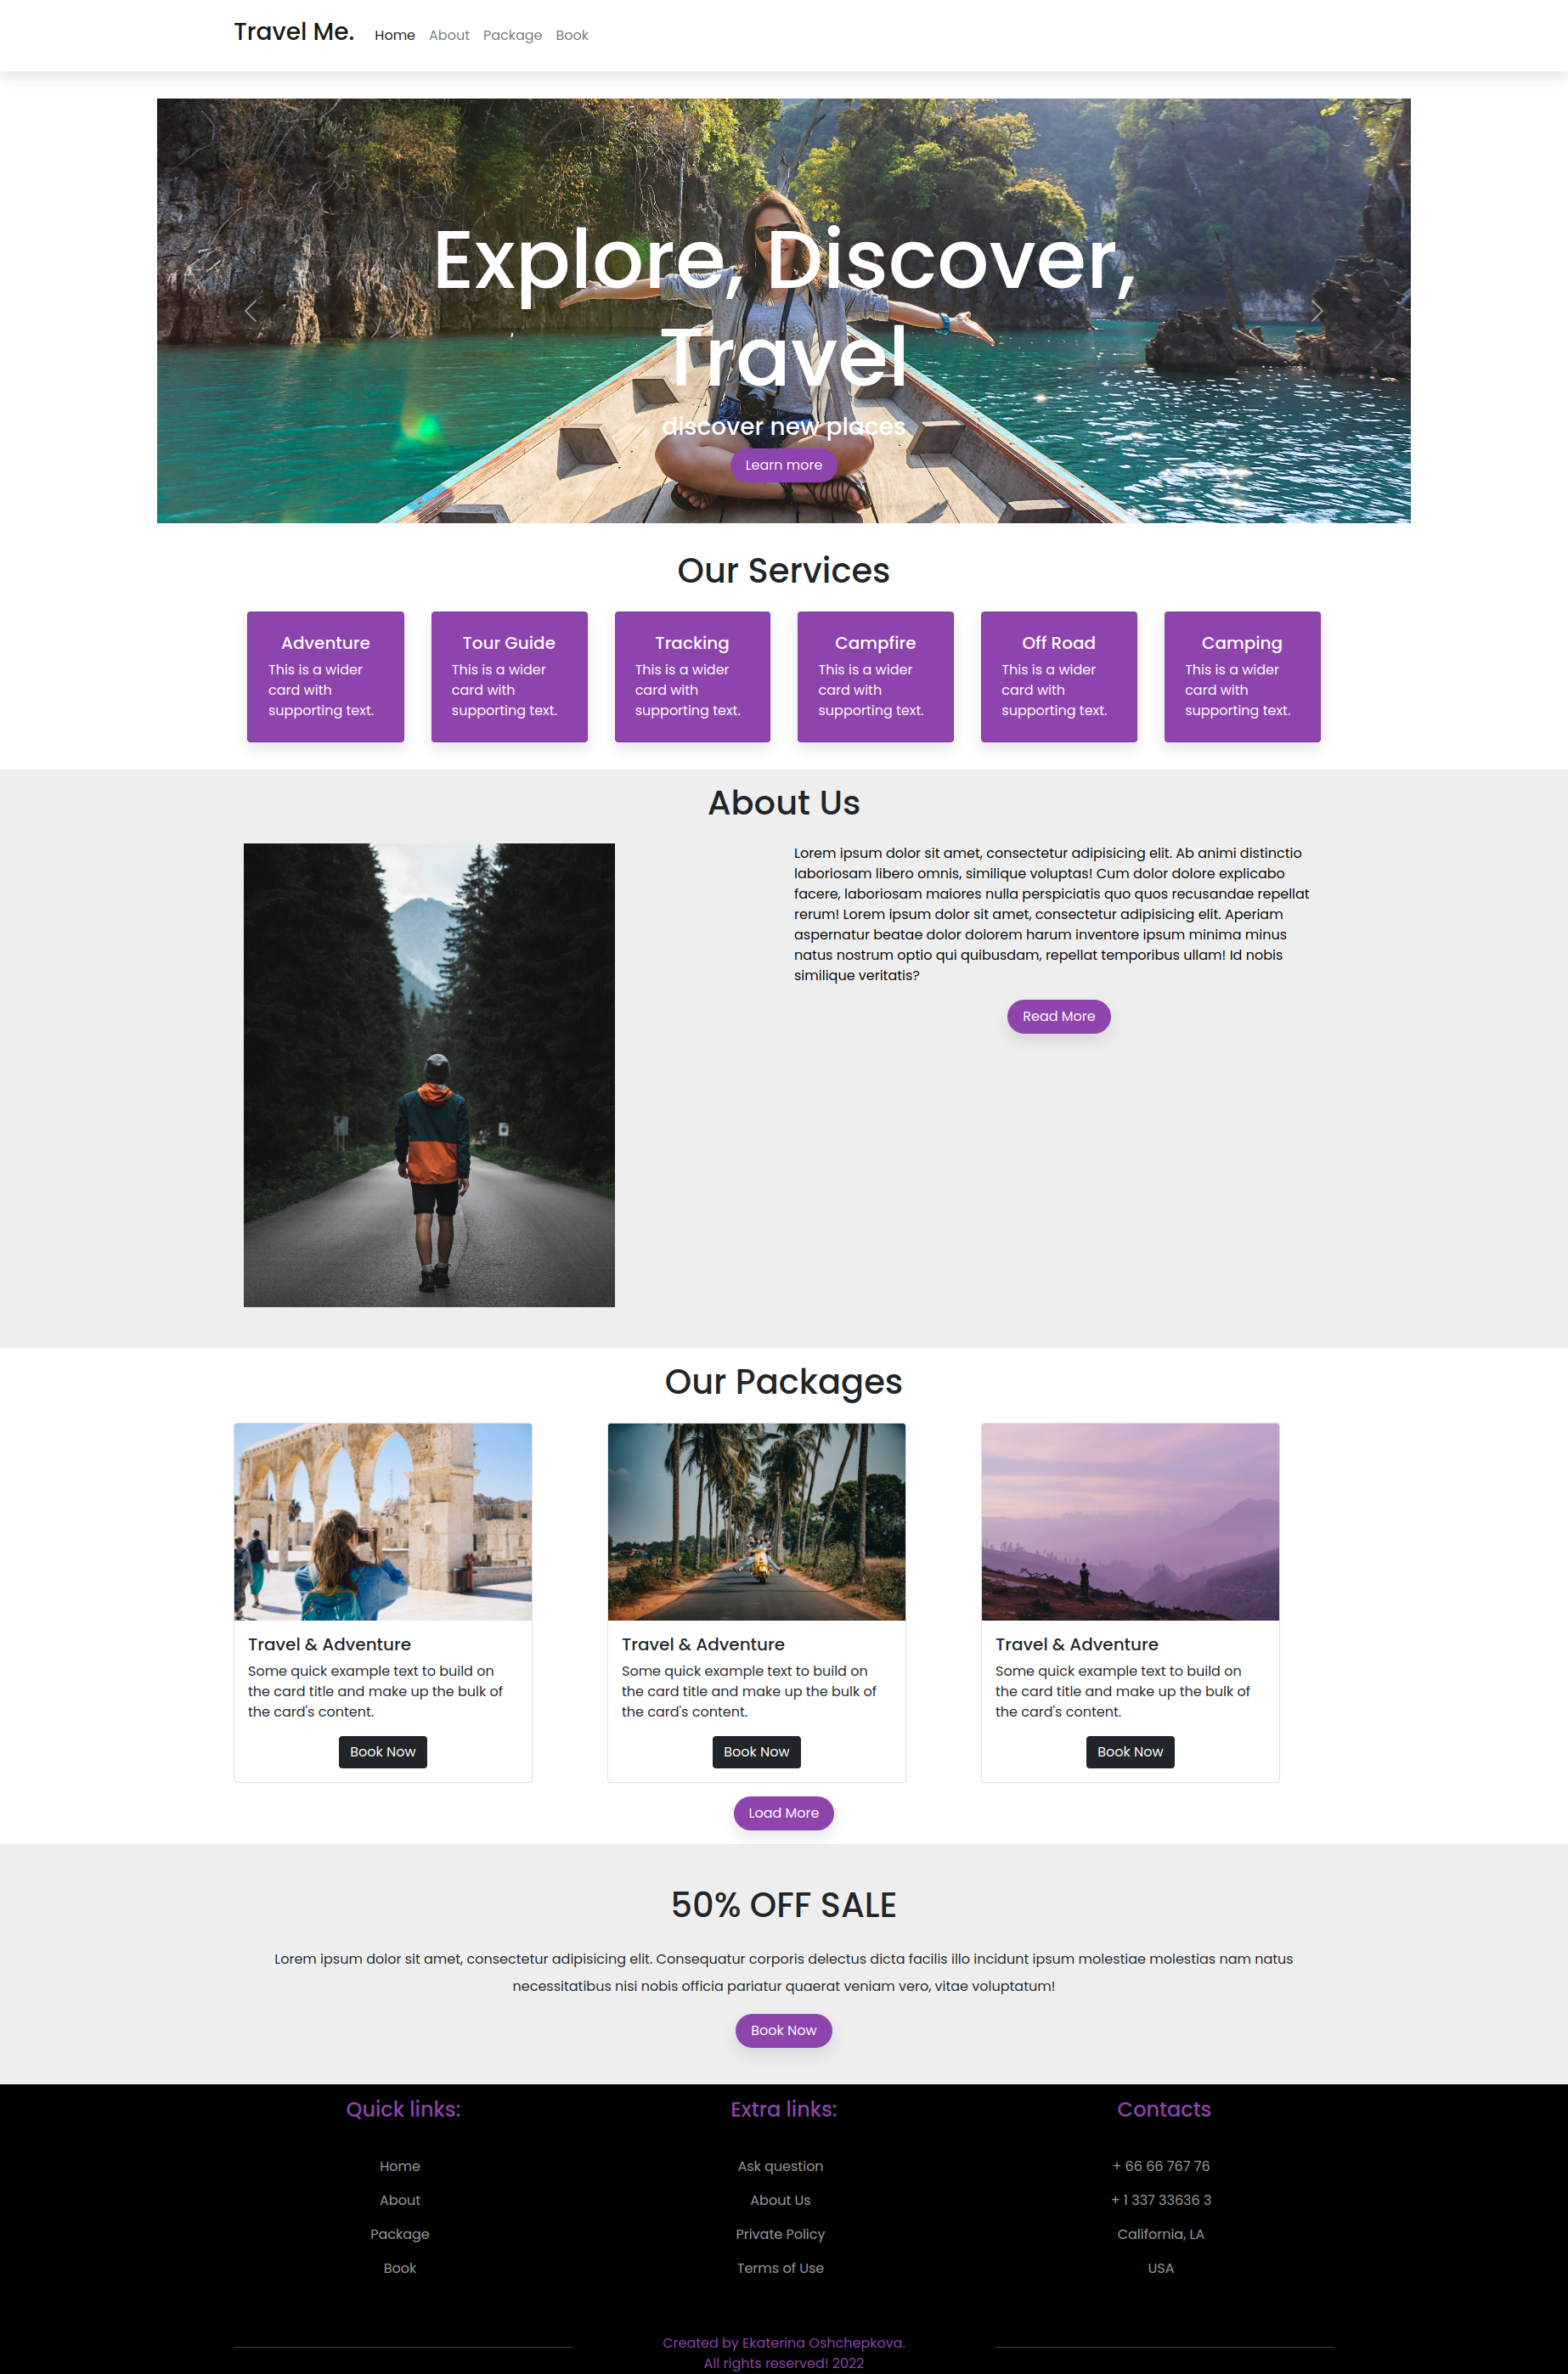 Travel Me. Home About Package Book
Explore, Discover,
Travel
discover new places
Learn more
Our Services
Adventure
This is a wider
card with
supporting text.
Tour Guide
This is a wider
card with
supporting text.
Tracking
This is a wider
card with
supporting text.
Campfire
This is a wider
card with
supporting text.
Off Road
This is a wider
card with
supporting text.
Camping
This is a wider
card with
supporting text.
About Us
Lorem ipsum dolor sit amet, consectetur adipisicing elit. Ab animi distinctio
laboriosam libero omnis, similique voluptas! Cum dolor dolore explicabo
facere, laboriosam maiores nulla perspiciatis quo quos recusandae repellat
rerum! Lorem ipsum dolor sit amet, consectetur adipisicing elit. Aperiam
aspernatur beatae dolor dolorem harum inventore ipsum minima minus
natus nostrum optio qui quibusdam, repellat temporibus ullam! Id nobis
similique veritatis?
Read More
Our Packages
Travel & Adventure
Some quick example text to build on
the card title and make up the bulk of
the card's content.
Book Now
Travel & Adventure
Some quick example text to build on
the card title and make up the bulk of
the card's content.
Book Now
Travel & Adventure
Some quick example text to build on
the card title and make up the bulk of
the card's content.
Book Now
Load More
50% OFF SALE
Lorem ipsum dolor sit amet, consectetur adipisicing elit. Consequatur corporis delectus dicta facilis illo incidunt ipsum molestiae molestias nam natus
necessitatibus nisi nobis officia pariatur quaerat veniam vero, vitae voluptatum!
Book Now
Quick links:
Home
About
Package
Book
Extra links:
Ask question
About Us
Private Policy
Terms of Use
Contacts
+ 66 66 767 76
+ 1 337 33636 3
California, LA
USA
Created by Ekaterina Oshchepkova.
All rights reserved! 2022